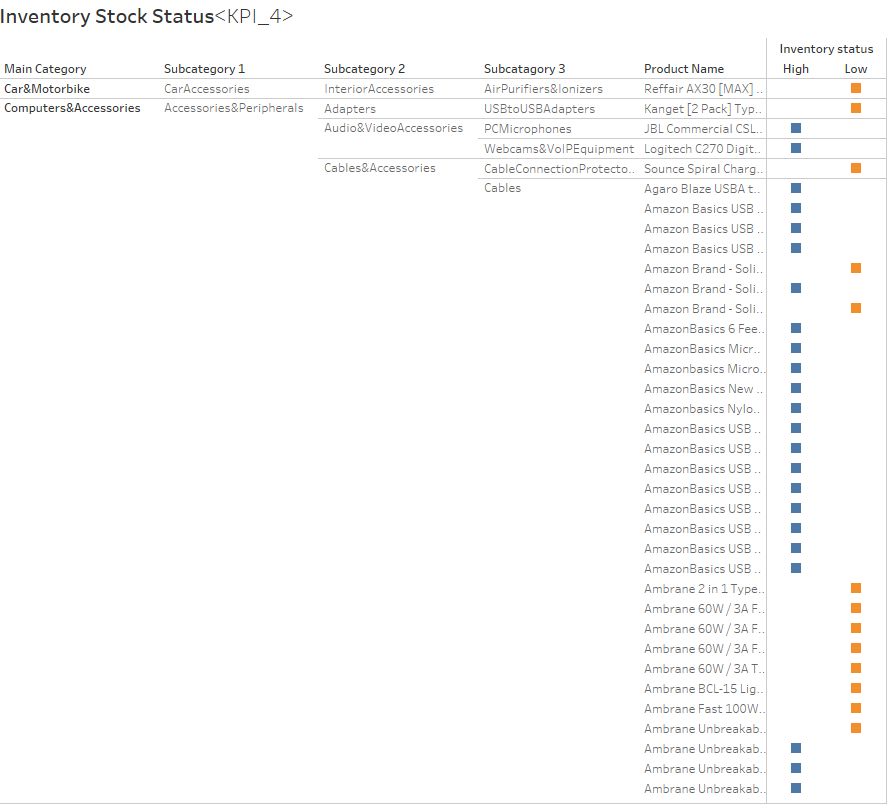 Inventory Stock Status<KPI_4>
Inventory status
Main Category Subcategory 1 Subcategory 2 Subcatagory 3 Product Name High Low
Car&Motorbike CarAccessories InteriorAccessories AirPurifiers&Ionizers Reffair AX30 [MAX] ..
Computers&Accessories Accessories&Peripherals Adapters USBtoUSBAdapters Kanget [2 Pack] Typ..
Audio&VideoAccessories PCMicrophones JBL Commercial CSL..
Webcams&VoIPEquipment Logitech C270 Digit..
Cables&Accessories CableConnectionProtecto.. Sounce Spiral Charg..
Cables Agaro Blaze USBA t..
Amazon Basics USB ..
Amazon Basics USB ..
Amazon Basics USB ..
Amazon Brand - Soli..
Amazon Brand - Soli..
Amazon Brand - Soli..
AmazonBasics 6 Fee..
AmazonBasics Micr..
Amazonbasics Micro..
AmazonBasics New ..
Amazonbasics Nylo..
AmazonBasics USB ..
AmazonBasics USB ..
AmazonBasics USB ..
AmazonBasics USB ..
AmazonBasics USB ..
AmazonBasics USB ..
AmazonBasics USB ..
AmazonBasics USB ..
Ambrane 2 in 1 Type..
Ambrane 60W / 3A F..
Ambrane 60W / 3A F..
Ambrane 60W / 3A F..
Ambrane 60W / 3A T..
Ambrane BCL-15 Lig..
Ambrane Fast 100W..
Ambrane Unbreakab..
Ambrane Unbreakab..
Ambrane Unbreakab..
Ambrane Unbreakab..